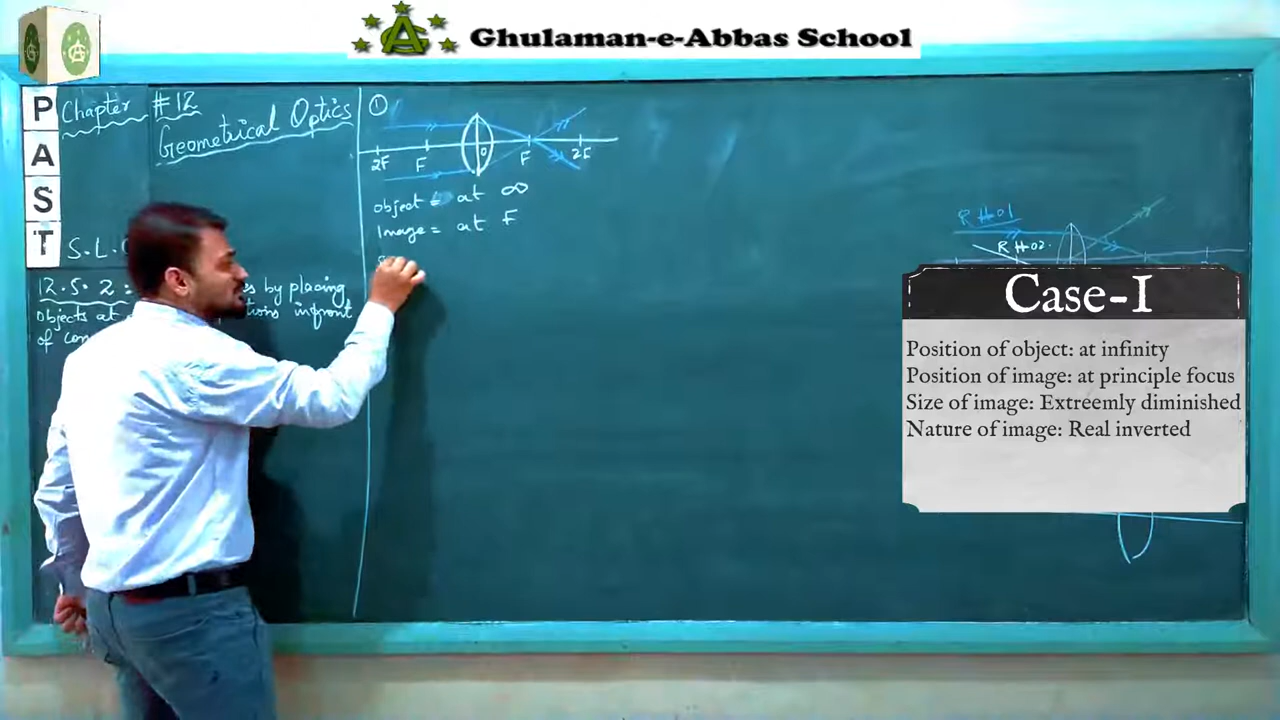 Ghulaman-e-Abbas School
P
A
S
T
Chapter #12
Geometrical Optics
S.L.
12.5.2 : by placing
objects at infront
of
①
2F F O F 2F
object = at ∞
Image = at F
R #01
R #02.
Case-I
Position of object: at infinity
Position of image: at principle focus
Size of image: Extreemly diminished
Nature of image: Real inverted